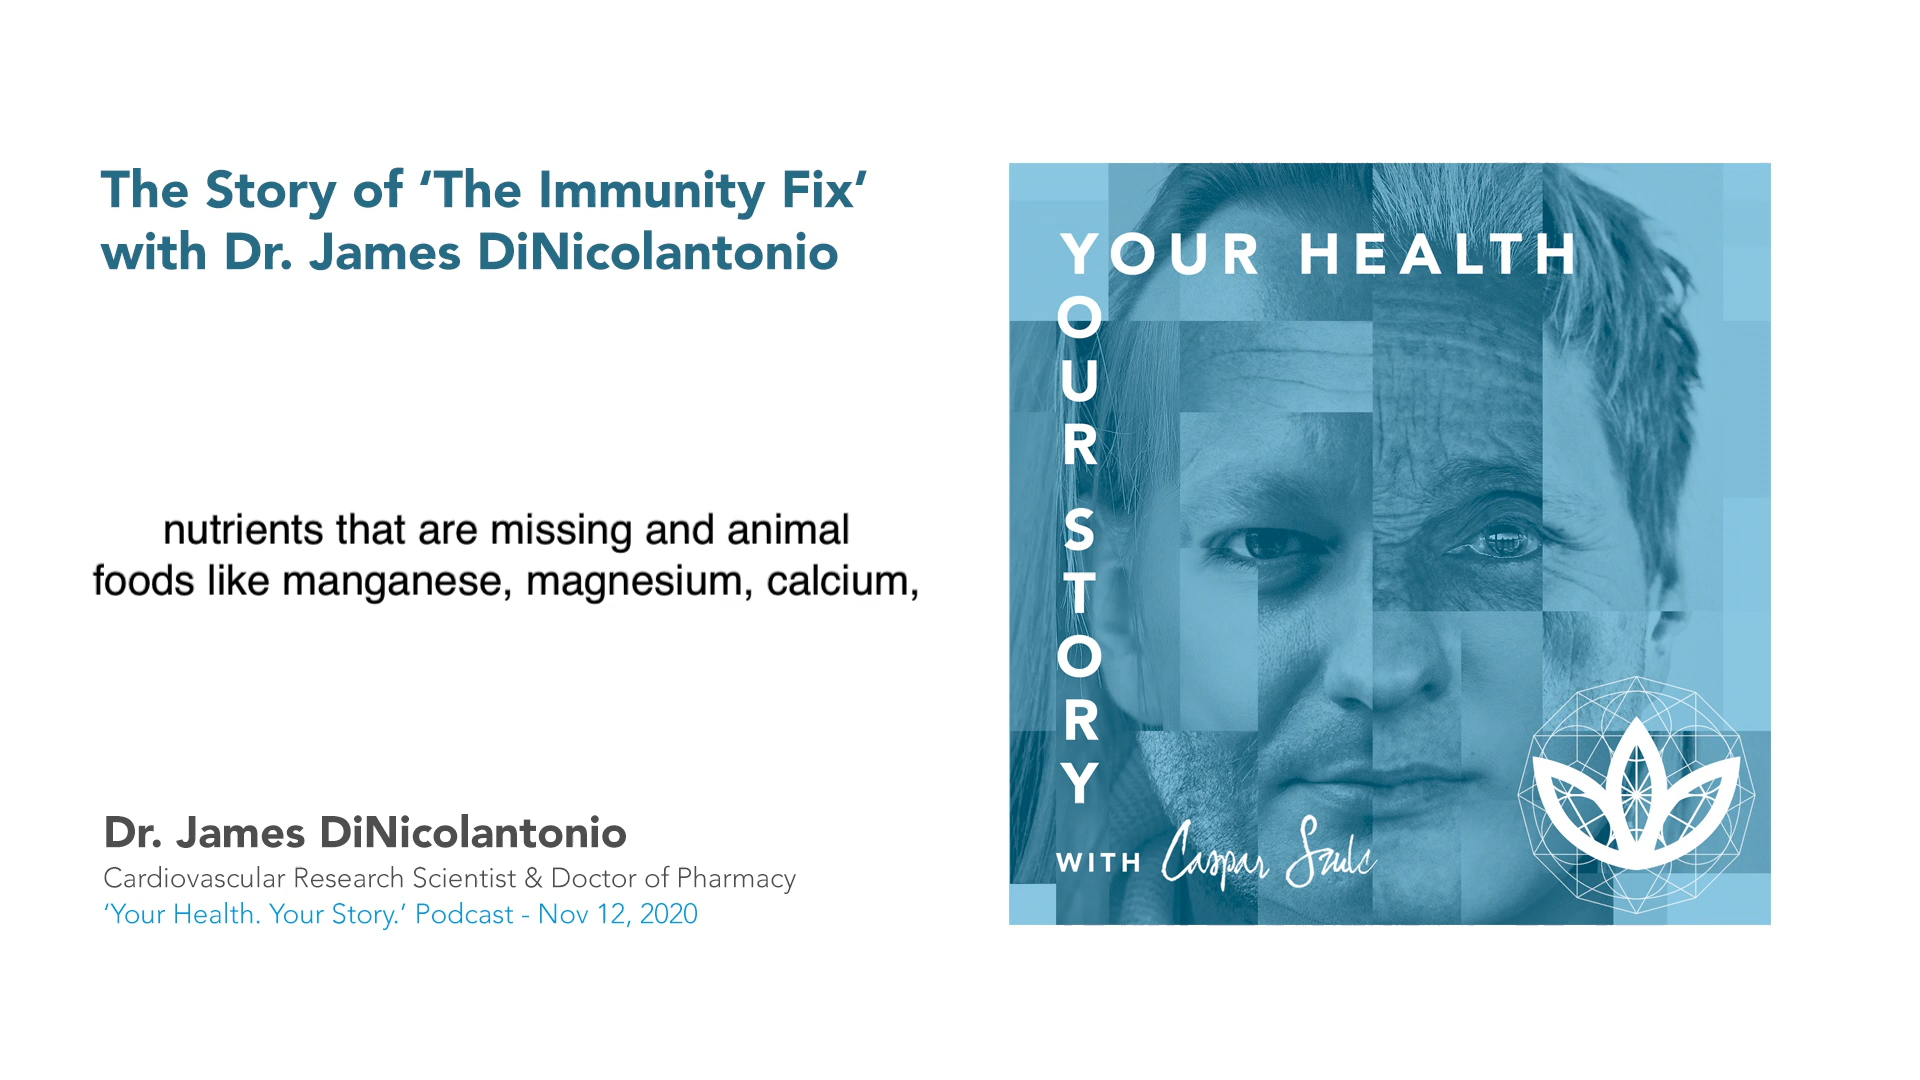 The Story of ‘The Immunity Fix’
with Dr. James DiNicolantonio
nutrients that are missing and animal
foods like manganese, magnesium, calcium,
Dr. James DiNicolantonio
Cardiovascular Research Scientist & Doctor of Pharmacy
‘Your Health. Your Story.’ Podcast - Nov 12, 2020
YOUR HEALTH
YOUR STORY
WITH Caspar Szulc